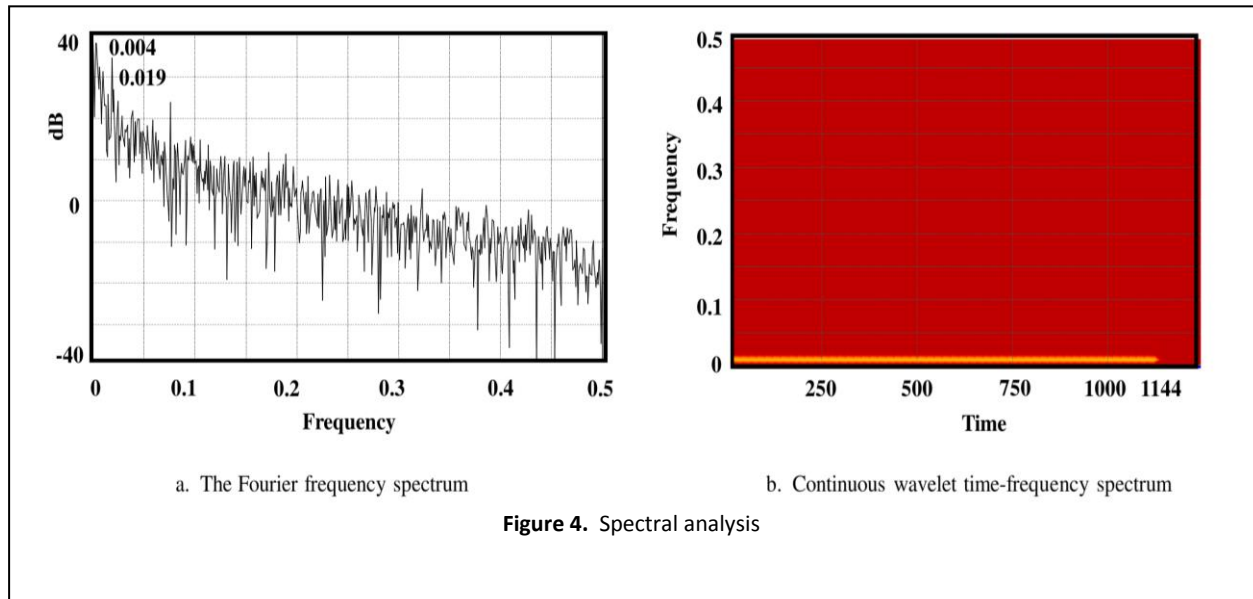 40
0.004
0.019
dB
0
-40
0 0.1 0.2 0.3 0.4 0.5
Frequency
a. The Fourier frequency spectrum
0.5
0.4
0.3
0.2
0.1
0
Frequency
250 500 750 1000 1144
Time
b. Continuous wavelet time-frequency spectrum
Figure 4. Spectral analysis